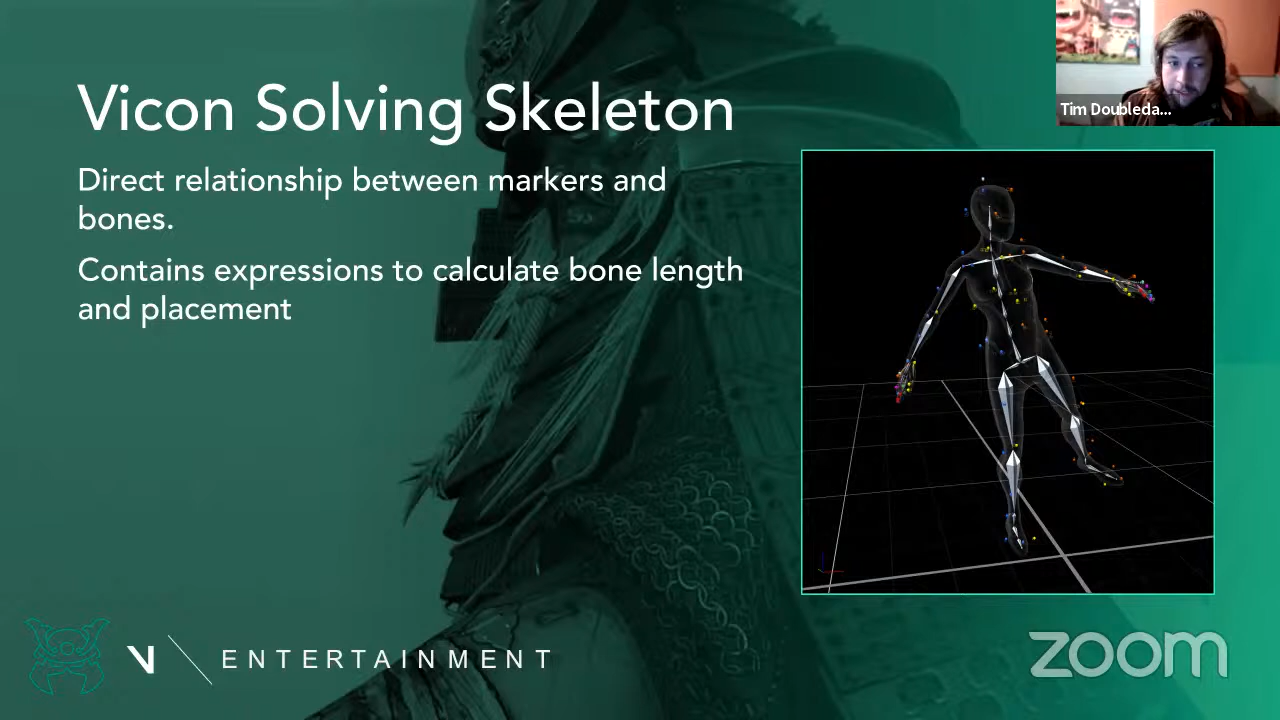 Vicon Solving Skeleton
Tim Doubleda...
Direct relationship between markers and
bones.
Contains expressions to calculate bone length
and placement
V ENTERTAINMENT
zoom